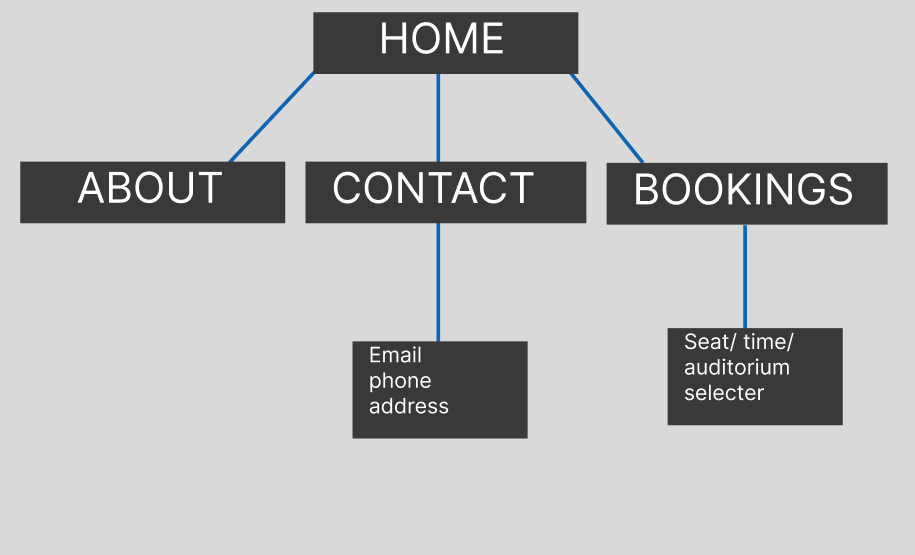 HOME
ABOUT
CONTACT
BOOKINGS
Email
phone
address
Seat/ time/
auditorium
selecter